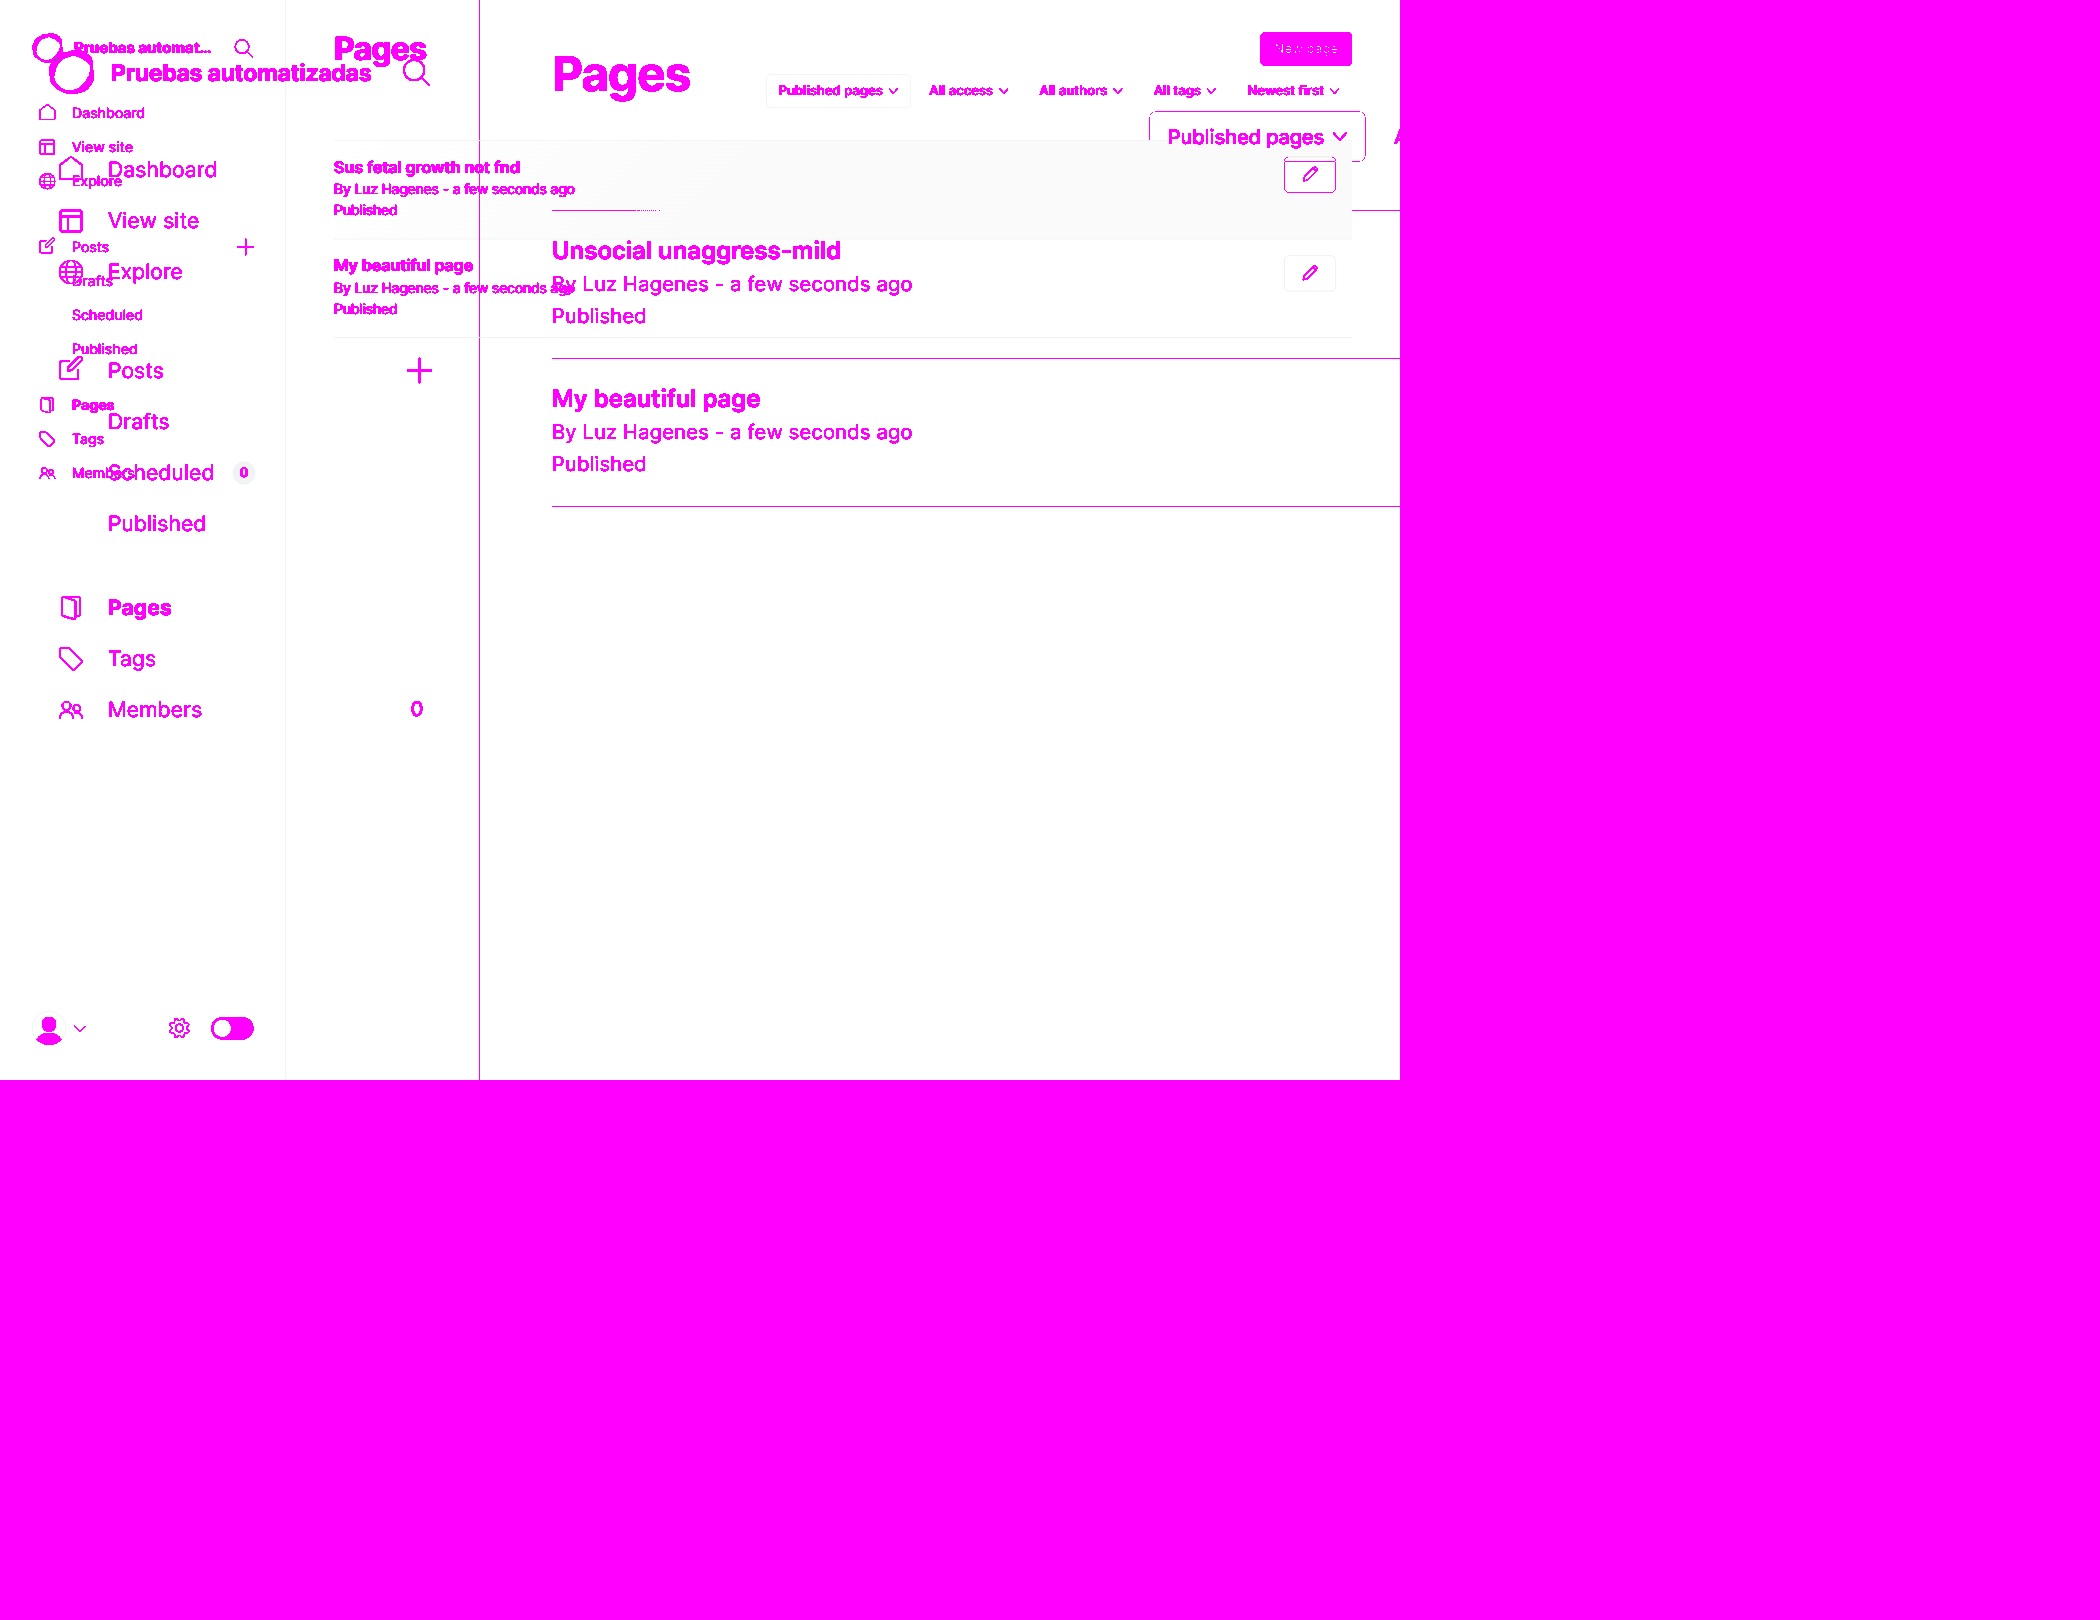 Pruebas automat...
Pruebas automatizadas
Dashboard
View site
Explore
Posts
Drafts
Scheduled
Published
Pages
Tags
Members
0
Dashboard
View site
Explore
Posts
Drafts
Scheduled
Published
Pages
Tags
Members
0
Pages
New page
Published pages
All access
All authors
All tags
Newest first
Sus fetal growth not fnd
By Luz Hagenes - a few seconds ago
Published
My beautiful page
By Luz Hagenes - a few seconds ago
Published
Pages
Published pages
Unsocial unaggress-mild
By Luz Hagenes - a few seconds ago
Published
My beautiful page
By Luz Hagenes - a few seconds ago
Published